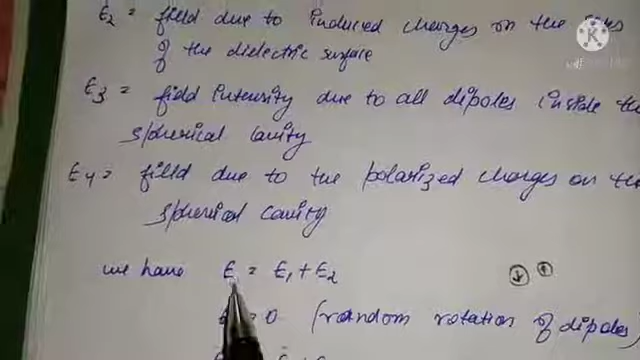 E2 = field due to induced charges on the
of the dielectric surface
E3 = field intensity due to all dipoles inside the
spherical cavity
E4 = field due to the polarized charges on the
spherical cavity
we have E = E1 + E2
= 0 (random rotation of dipoles)